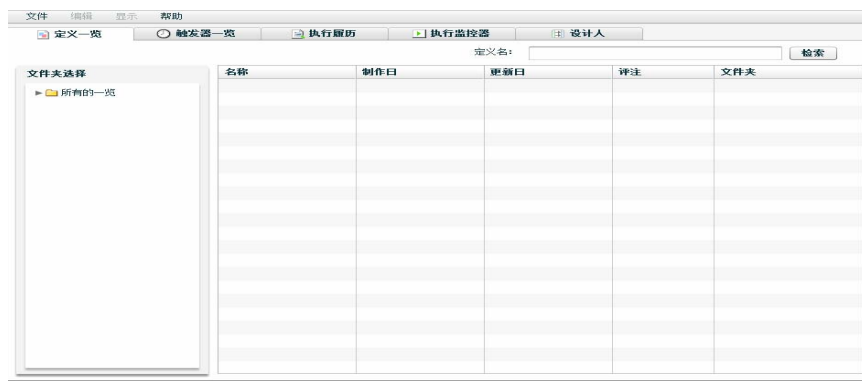 文件 编辑 显示 帮助
定义一览 触发器一览 执行履历 执行监控器 设计人
定义名: 检索
文件夹选择 名称 制作日 更新日 评注 文件夹
所有的一览